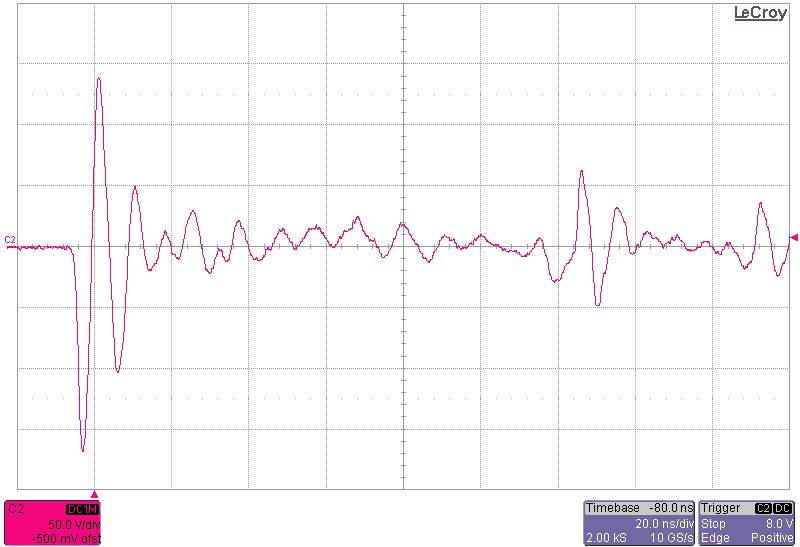 LeCroy
C2
C2 DC1M
50.0 V/div
-500 mV ofst
Timebase -80.0 ns
20.0 ns/div
2.00 kS 10 GS/s
Trigger C2 DC
Stop 8.0 V
Edge Positive